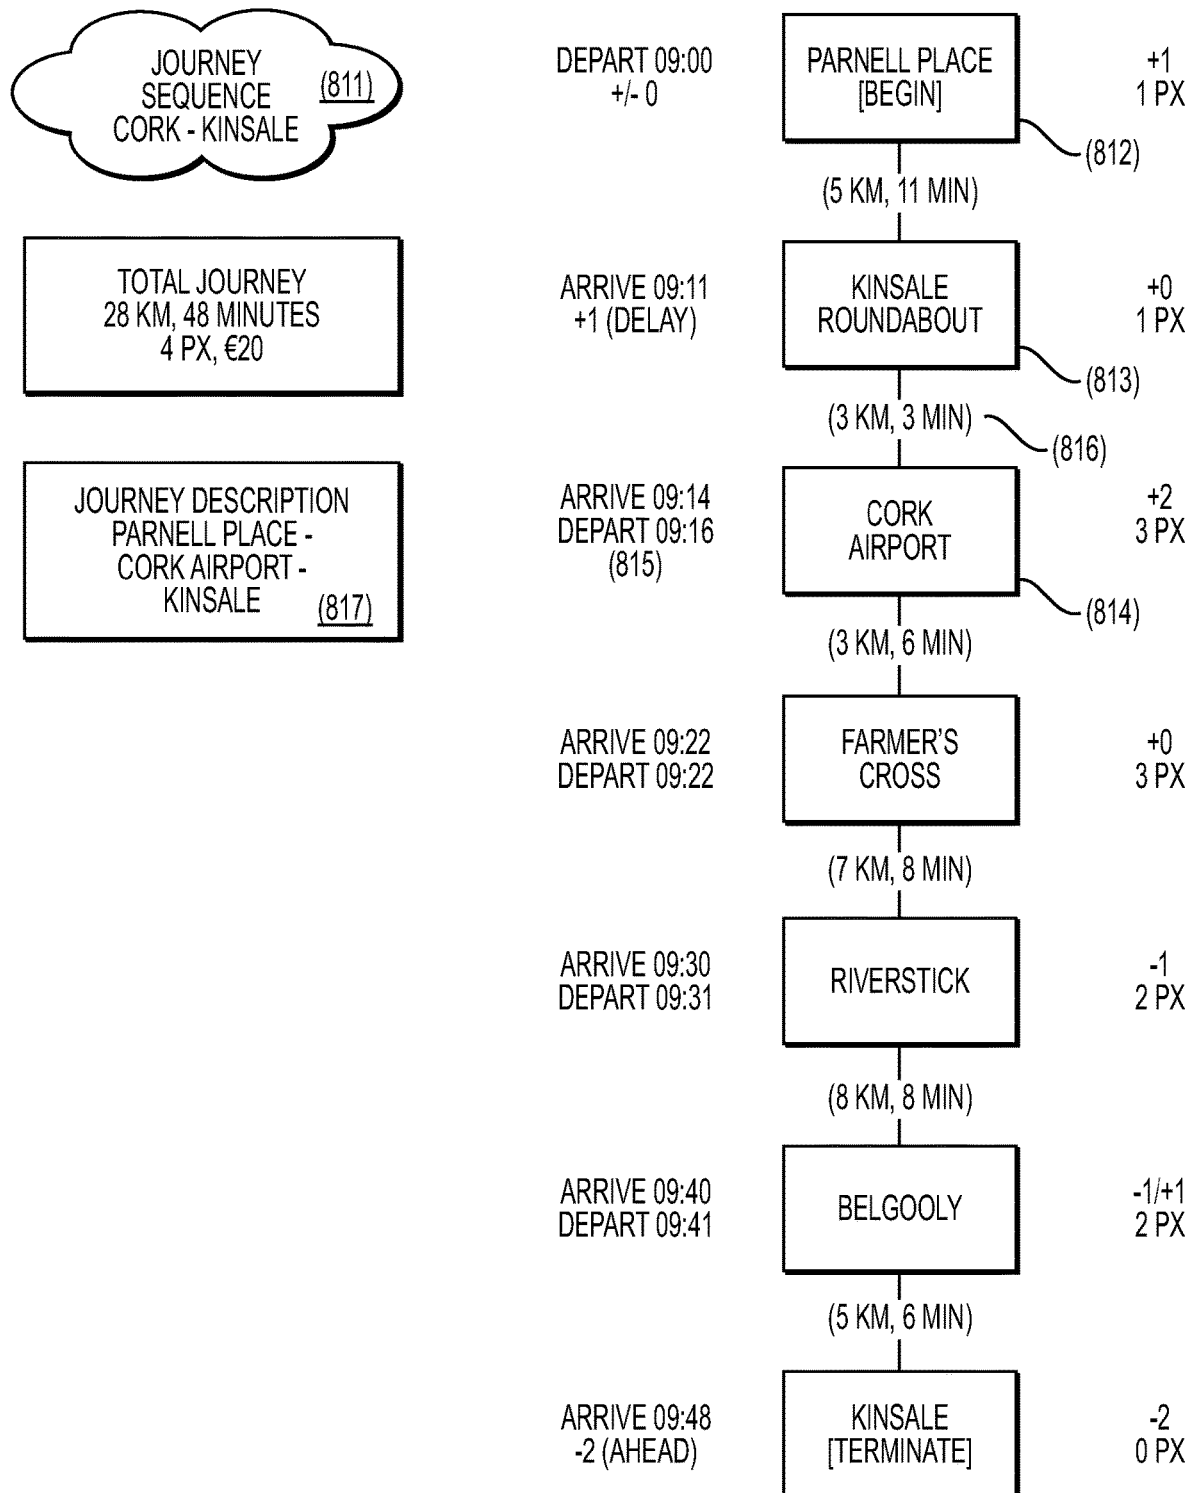 JOURNEY
SEQUENCE
(811)
CORK - KINSALE
TOTAL JOURNEY
28 KM, 48 MINUTES
4 PX, €20
JOURNEY DESCRIPTION
PARNELL PLACE -
CORK AIRPORT -
KINSALE
(817)
DEPART 09:00
+/- 0
PARNELL PLACE
[BEGIN]
+1
1 PX
(812)
(5 KM, 11 MIN)
ARRIVE 09:11
+1 (DELAY)
KINSALE
ROUNDABOUT
+0
1 PX
(813)
(3 KM, 3 MIN)
(816)
ARRIVE 09:14
DEPART 09:16
(815)
CORK
AIRPORT
+2
3 PX
(814)
(3 KM, 6 MIN)
ARRIVE 09:22
DEPART 09:22
FARMER'S
CROSS
+0
3 PX
(7 KM, 8 MIN)
ARRIVE 09:30
DEPART 09:31
RIVERSTICK
-1
2 PX
(8 KM, 8 MIN)
ARRIVE 09:40
DEPART 09:41
BELGOOLY
-1/+1
2 PX
(5 KM, 6 MIN)
ARRIVE 09:48
-2 (AHEAD)
KINSALE
[TERMINATE]
-2
0 PX